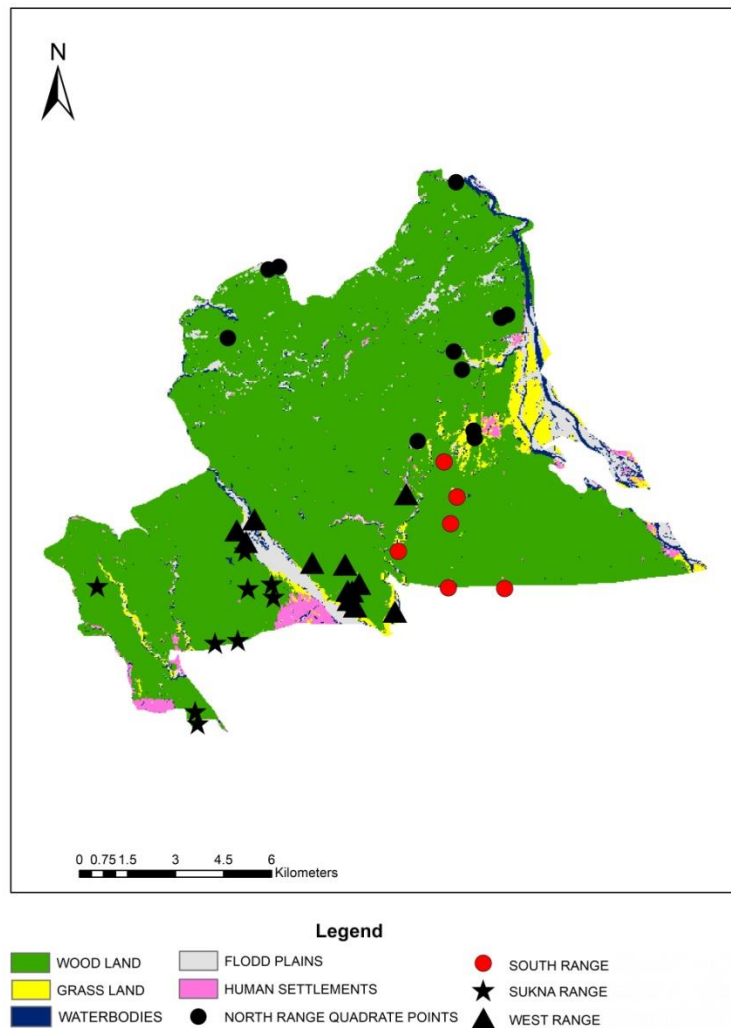 N
0 0.75 1.5 3 4.5 6
Kilometers
Legend
WOOD LAND
GRASS LAND
WATERBODIES
FLODD PLAINS
HUMAN SETTLEMENTS
NORTH RANGE QUADRATE POINTS
SOUTH RANGE
SUKNA RANGE
WEST RANGE